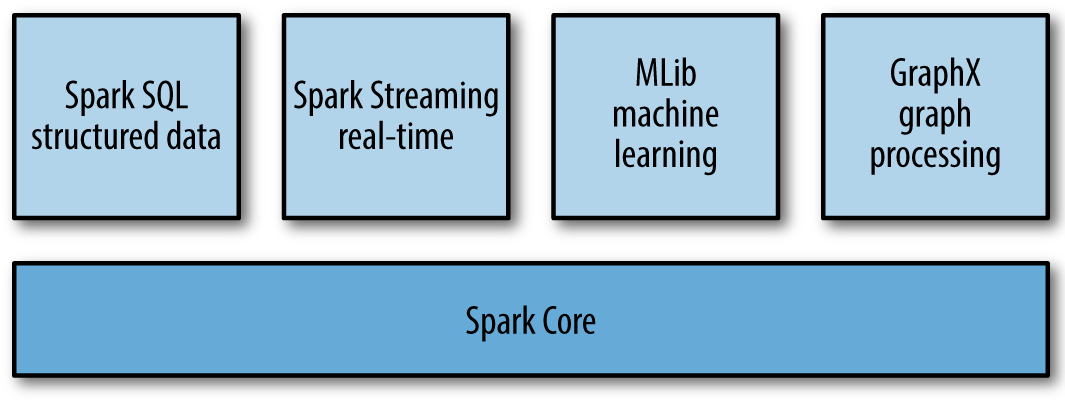 Spark SQL
structured data
Spark Streaming
real-time
MLib
machine
learning
GraphX
graph
processing
Spark Core